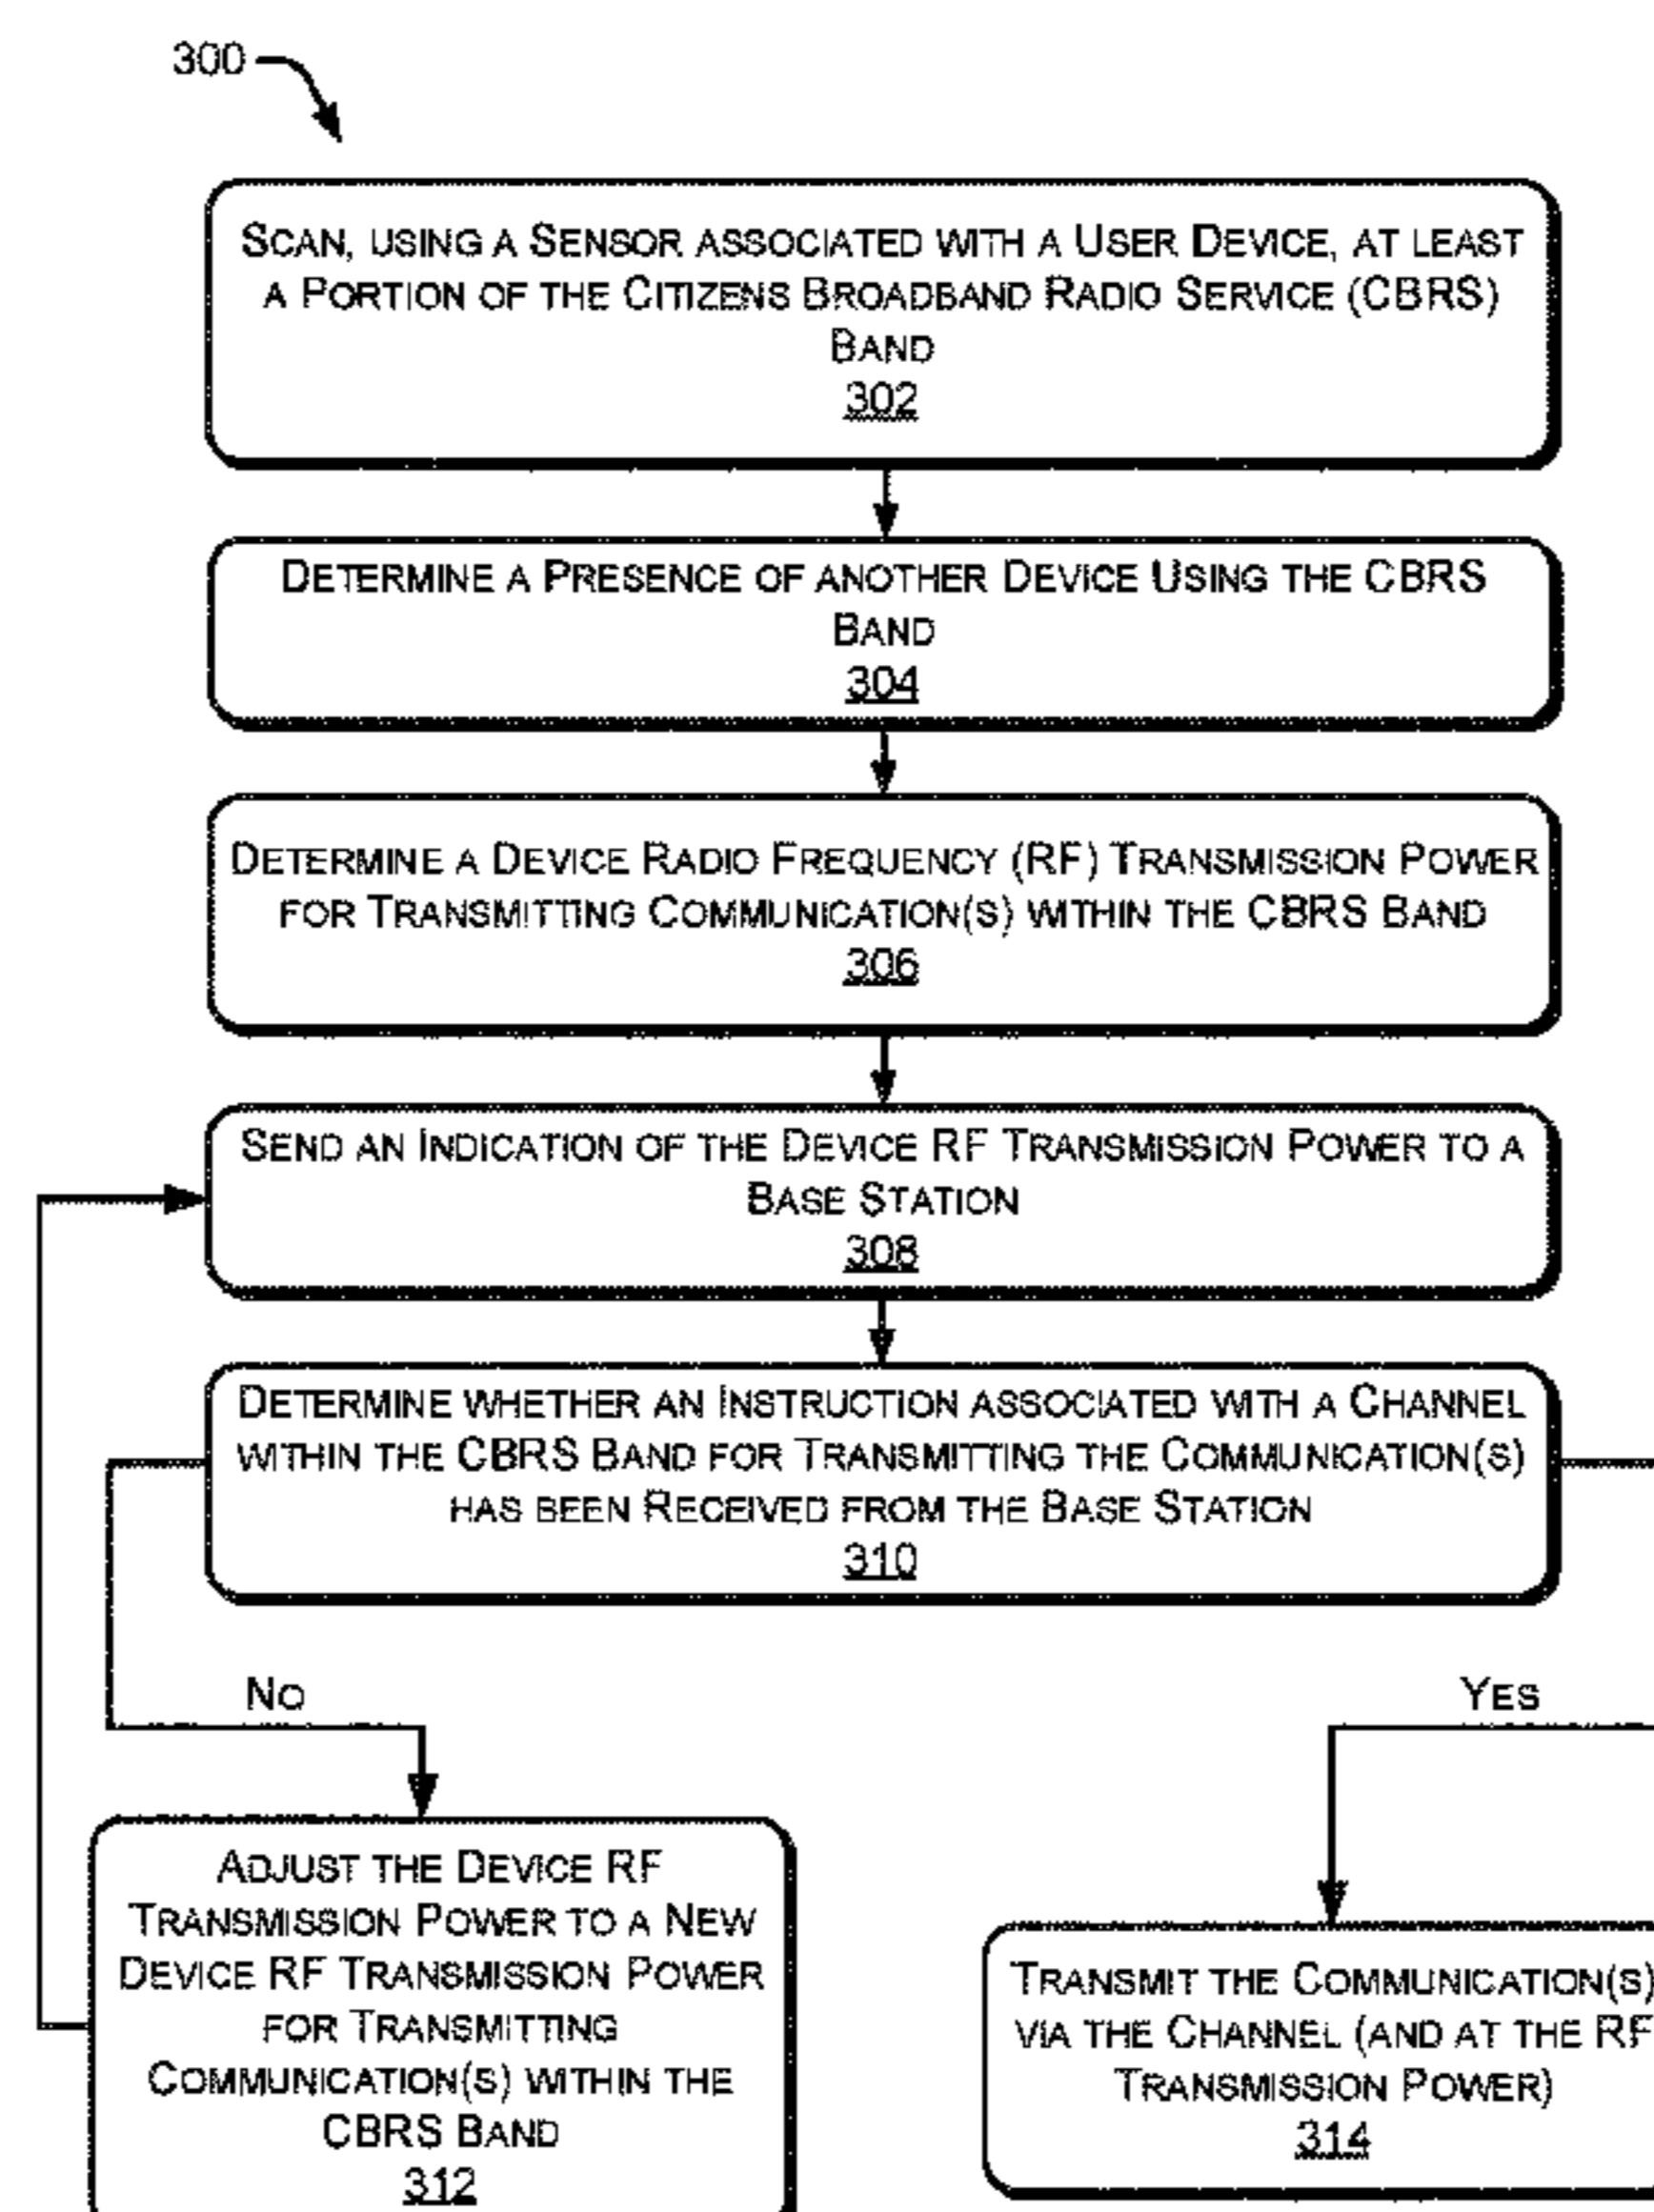 300
SCAN, USING A SENSOR ASSOCIATED WITH A USER DEVICE, AT LEAST
A PORTION OF THE CITIZENS BROADBAND RADIO SERVICE (CBRS)
BAND
302
DETERMINE A PRESENCE OF ANOTHER DEVICE USING THE CBRS
BAND
304
DETERMINE A DEVICE RADIO FREQUENCY (RF) TRANSMISSION POWER
FOR TRANSMITTING COMMUNICATION(S) WITHIN THE CBRS BAND
306
SEND AN INDICATION OF THE DEVICE RF TRANSMISSION POWER TO A
BASE STATION
308
DETERMINE WHETHER AN INSTRUCTION ASSOCIATED WITH A CHANNEL
WITHIN THE CBRS BAND FOR TRANSMITTING THE COMMUNICATION(S)
HAS BEEN RECEIVED FROM THE BASE STATION
310
NO
YES
ADJUST THE DEVICE RF
TRANSMISSION POWER TO A NEW
DEVICE RF TRANSMISSION POWER
FOR TRANSMITTING
COMMUNICATION(S) WITHIN THE
CBRS BAND
312
TRANSMIT THE COMMUNICATION(S)
VIA THE CHANNEL (AND AT THE RF
TRANSMISSION POWER)
314